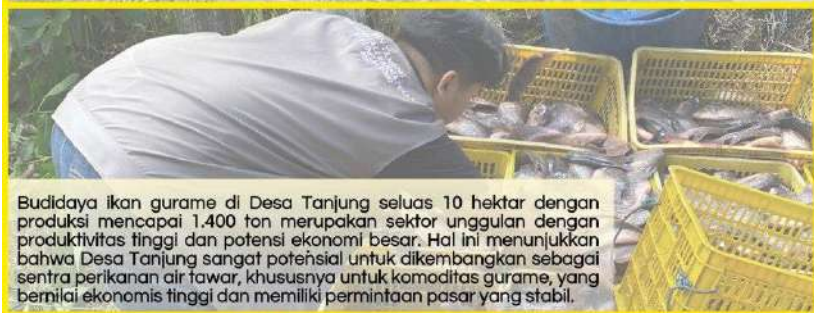 Budidaya ikan gurame di Desa Tanjung seluas 10 hektar dengan
produksi mencapai 1.400 ton merupakan sektor unggulan dengan
produktivitas tinggi dan potensi ekonomi besar. Hal ini menunjukkan
bahwa Desa Tanjung sangat potensial untuk dikembangkan sebagai
sentra perikanan air tawar, khususnya untuk komoditas gurame, yang
bernilai ekonomis tinggi dan memiliki permintaan pasar yang stabil.